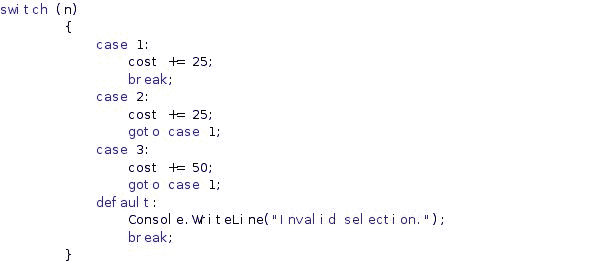 switch (n)
{
case 1:
cost += 25;
break;
case 2:
cost += 25;
goto case 1;
case 3:
cost += 50;
goto case 1;
default:
Console.WriteLine("Invalid selection.");
break;
}